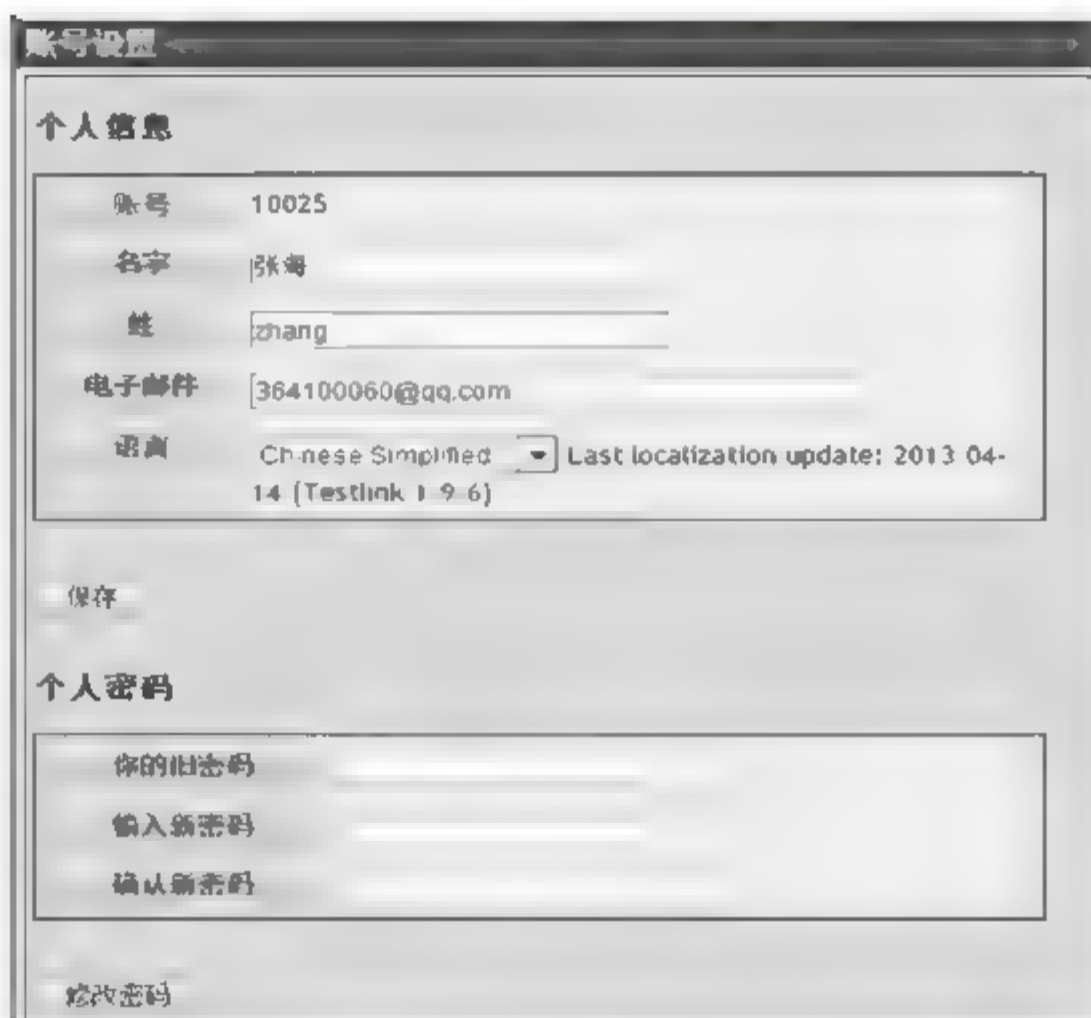 账号设置
个人信息
账号 10025
名字 张海
姓 zhang
电子邮件 364100060@qq.com
语言 Chinese Simplified Last localization update: 2013-04-
14 (Testlink 1.9.6)
保存
个人密码
你的旧密码
输入新密码
确认新密码
修改密码